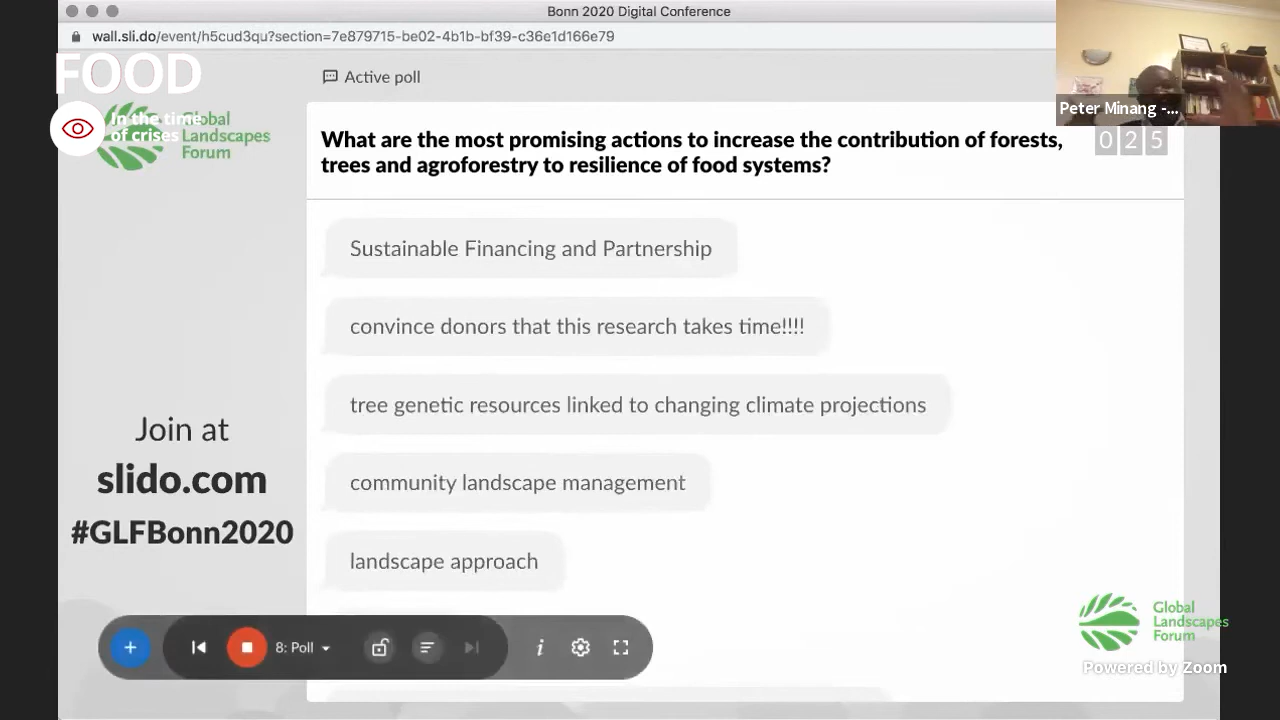 Bonn 2020 Digital Conference
wall.sli.do/event/h5cud3qu?section=7e879715-be02-4b1b-bf39-c36e1d166e79
FOOD
In the time
of crises
Global
Landscapes
Forum
Active poll
Peter Minang -...
What are the most promising actions to increase the contribution of forests,
trees and agroforestry to resilience of food systems?
0 2 5
Sustainable Financing and Partnership
convince donors that this research takes time!!!!
tree genetic resources linked to changing climate projections
community landscape management
landscape approach
Join at
slido.com
#GLFBonn2020
8: Poll
Global
Landscapes
Forum
Powered by Zoom